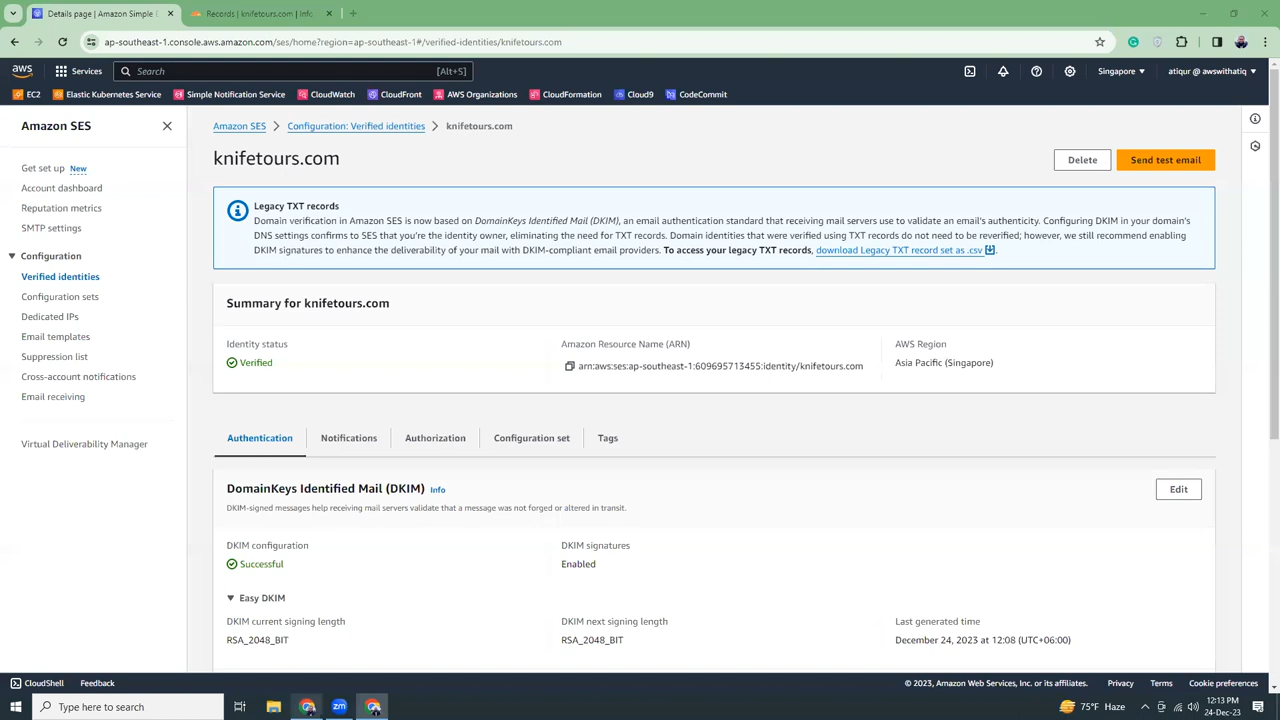 Details page | Amazon Simple E
Records | knifetours.com | Info
ap-southeast-1.console.aws.amazon.com/ses/home?region=ap-southeast-1#/verified-identities/knifetours.com
aws
Services
Search
[Alt+S]
Singapore
atiqur @ awswithatiq
EC2
Elastic Kubernetes Service
Simple Notification Service
CloudWatch
CloudFront
AWS Organizations
CloudFormation
Cloud9
CodeCommit
Amazon SES
Get set up New
Account dashboard
Reputation metrics
SMTP settings
Configuration
Verified identities
Configuration sets
Dedicated IPs
Email templates
Suppression list
Cross-account notifications
Email receiving
Virtual Deliverability Manager
Amazon SES
Configuration: Verified identities
knifetours.com
knifetours.com
Delete
Send test email
Legacy TXT records
Domain verification in Amazon SES is now based on DomainKeys Identified Mail (DKIM), an email authentication standard that receiving mail servers use to validate an email's authenticity. Configuring DKIM in your domain's
DNS settings confirms to SES that you're the identity owner, eliminating the need for TXT records. Domain identities that were verified using TXT records do not need to be reverified; however, we still recommend enabling
DKIM signatures to enhance the deliverability of your mail with DKIM-compliant email providers. To access your legacy TXT records, download Legacy TXT record set as .csv.
Summary for knifetours.com
Identity status
Verified
Amazon Resource Name (ARN)
arn:aws:ses:ap-southeast-1:609695713455:identity/knifetours.com
AWS Region
Asia Pacific (Singapore)
Authentication
Notifications
Authorization
Configuration set
Tags
DomainKeys Identified Mail (DKIM) Info
Edit
DKIM-signed messages help receiving mail servers validate that a message was not forged or altered in transit.
DKIM configuration
Successful
DKIM signatures
Enabled
Easy DKIM
DKIM current signing length
RSA_2048_BIT
DKIM next signing length
RSA_2048_BIT
Last generated time
December 24, 2023 at 12:08 (UTC+06:00)
CloudShell
Feedback
© 2023, Amazon Web Services, Inc. or its affiliates.
Privacy
Terms
Cookie preferences
Type here to search
zm
75°F Haze
12:13 PM
24-Dec-23